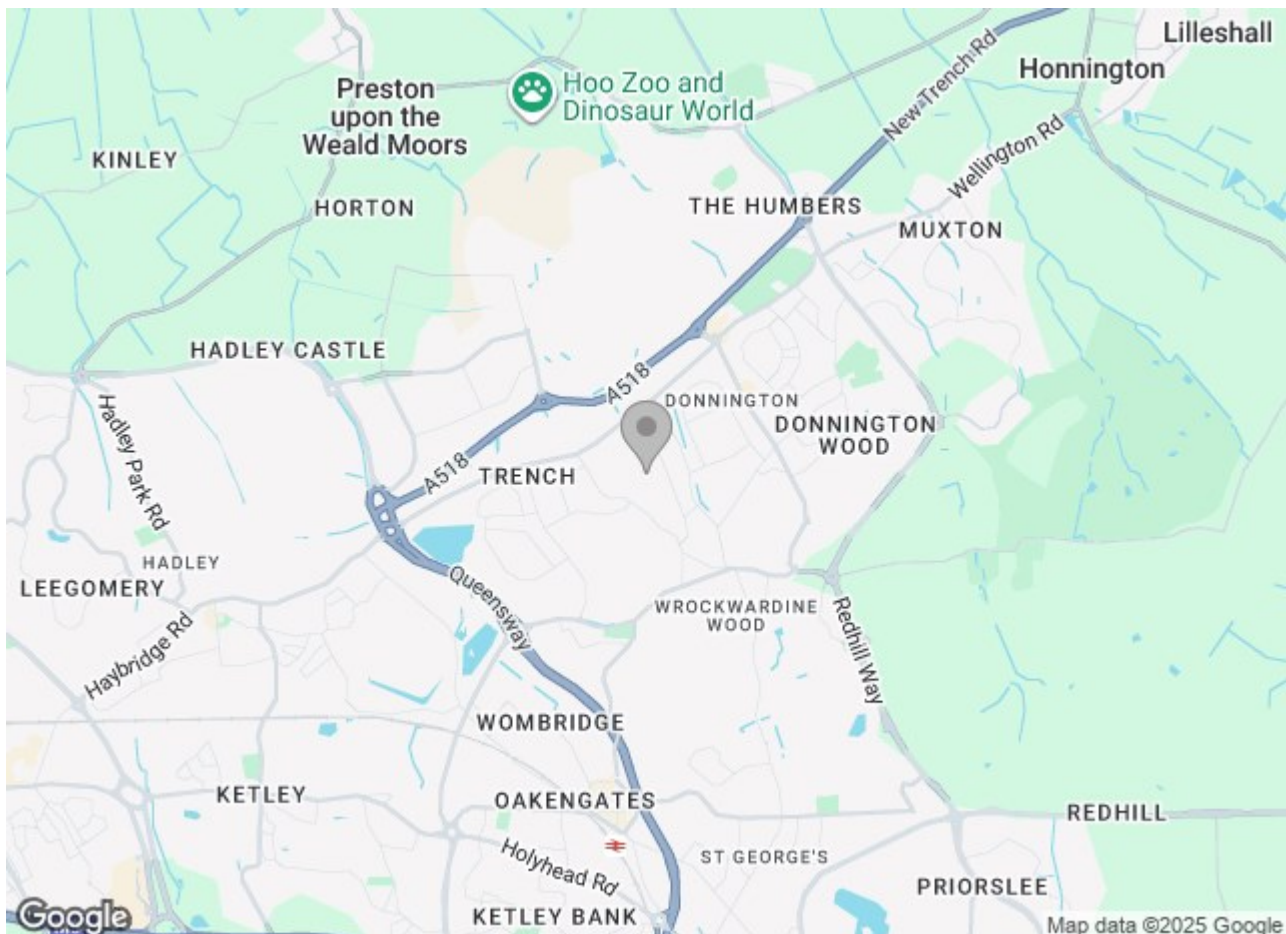 Lilleshall
Honnington
Preston
upon the
Weald Moors
Hoo Zoo and
Dinosaur World
New Trench Rd
Wellington Rd
KINLEY
HORTON
THE HUMBERS
MUXTON
HADLEY CASTLE
A518
DONNINGTON
DONNINGTON
WOOD
Hadley Park Rd
A518
TRENCH
HADLEY
LEEGOMERY
Queensway
WROCKWARDINE
WOOD
Redhill Way
Haybridge Rd
WOMBRIDGE
KETLEY
OAKENGATES
REDHILL
Holyhead Rd
ST GEORGE'S
PRIORSLEE
KETLEY BANK
Google
Map data ©2025 Google